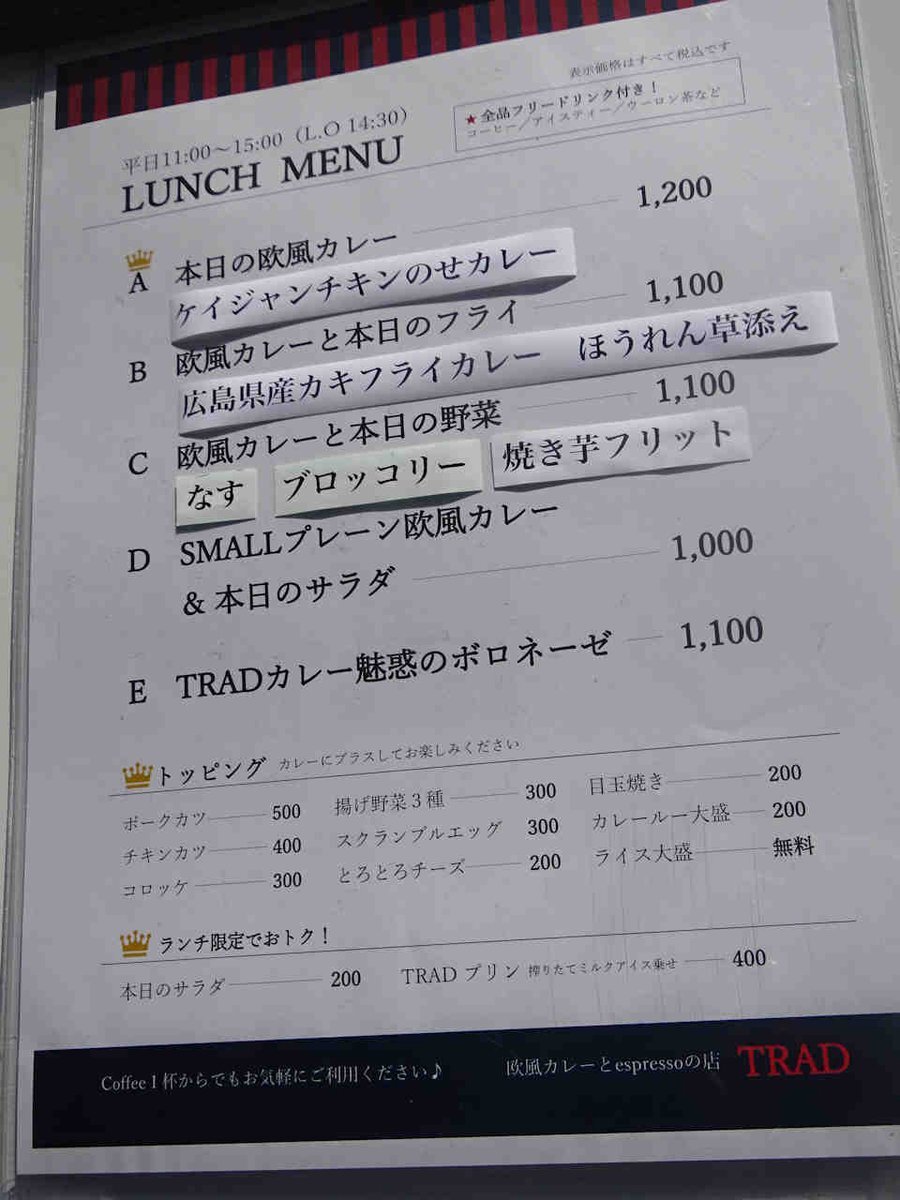 表示価格はすべて税込です
★全品フリードリンク付き！
コーヒー／アイスティー／ウーロン茶など
平日11:00～15:00（L.O 14:30）
LUNCH MENU
A 本日の欧風カレー 1,200
ケイジャンチキンのせカレー
B 欧風カレーと本日のフライ 1,100
広島県産カキフライカレー ほうれん草添え
C 欧風カレーと本日の野菜 1,100
なす ブロッコリー 焼き芋フリット
D SMALLプレーン欧風カレー
& 本日のサラダ 1,000
E TRADカレー魅惑のボロネーゼ 1,100
トッピング カレーにプラスしてお楽しみください
ポークカツ 500 揚げ野菜3種 300 目玉焼き 200
チキンカツ 400 スクランブルエッグ 300 カレールー大盛 200
コロッケ 300 とろとろチーズ 200 ライス大盛 無料
ランチ限定でおトク！
本日のサラダ 200 TRAD プリン 搾りたてミルクアイス乗せ 400
Coffee 1 杯からでもお気軽にご利用ください♪ 欧風カレーとespressoの店 TRAD